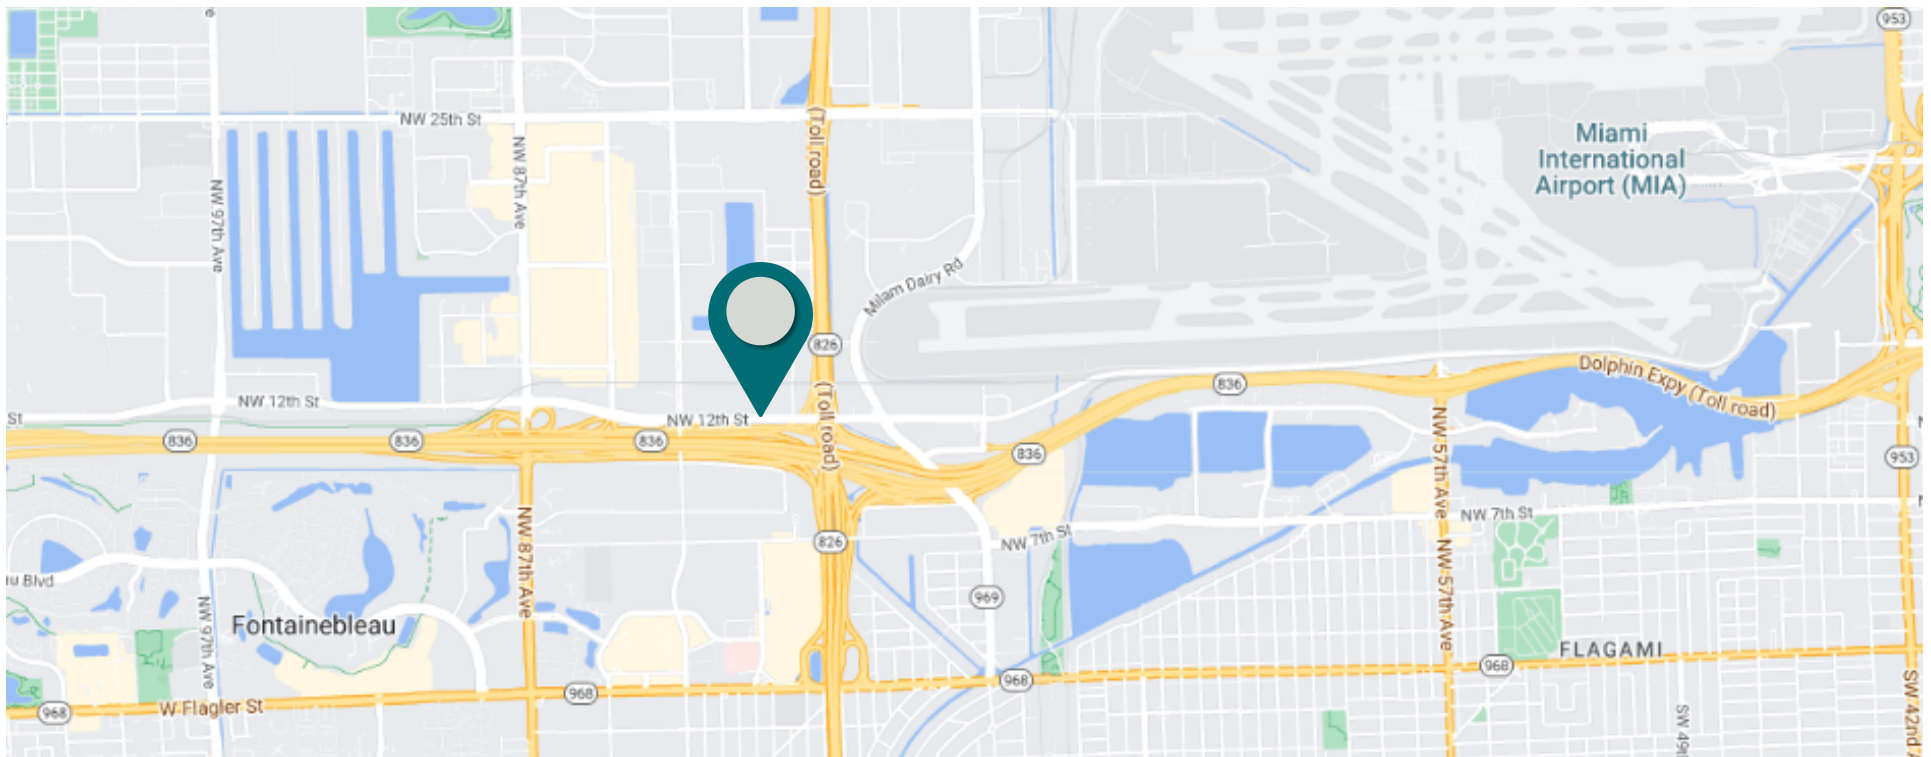 953
(Toll road)
NW 25th St
Miami
International
Airport (MIA)
NW 87th Ave
NW 97th Ave
Milam Dairy Rd
826
Dolphin Expy (Toll road)
836
NW 12th St
(Toll road)
St
NW 12th St
836
836
836
836
953
NW 57th Ave
NW 87th Ave
NW 7th St
NW 7th St
826
NW 57th Ave
u Blvd
969
NW 97th Ave
Fontainebleau
FLAGAMI
968
968
968
968
W Flagler St
SW 42nd
SW 49t